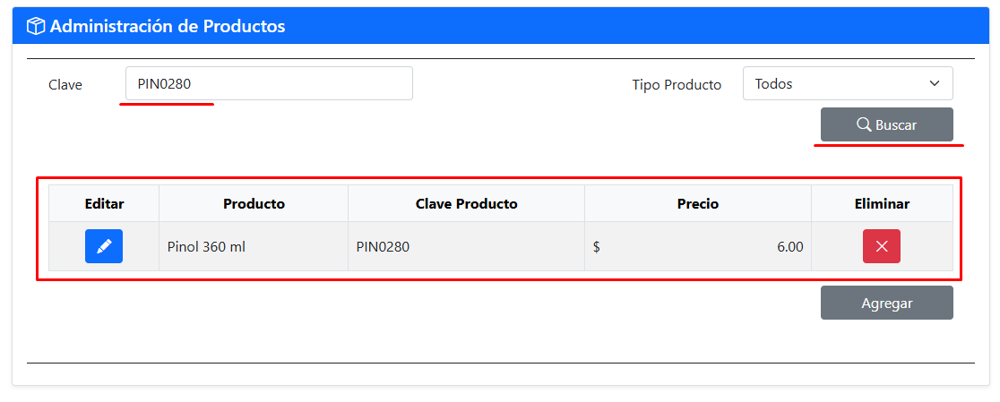 Administración de Productos
Clave PIN0280 Tipo Producto Todos
Buscar
Editar Producto Clave Producto Precio Eliminar
Pinol 360 ml PIN0280 $ 6.00
Agregar